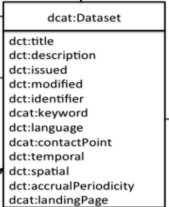 dcat:Dataset
dct:title
dct:description
dct:issued
dct:modified
dct:identifier
dcat:keyword
dct:language
dcat:contactPoint
dct:temporal
dct:spatial
dct:accrualPeriodicity
dcat:landingPage